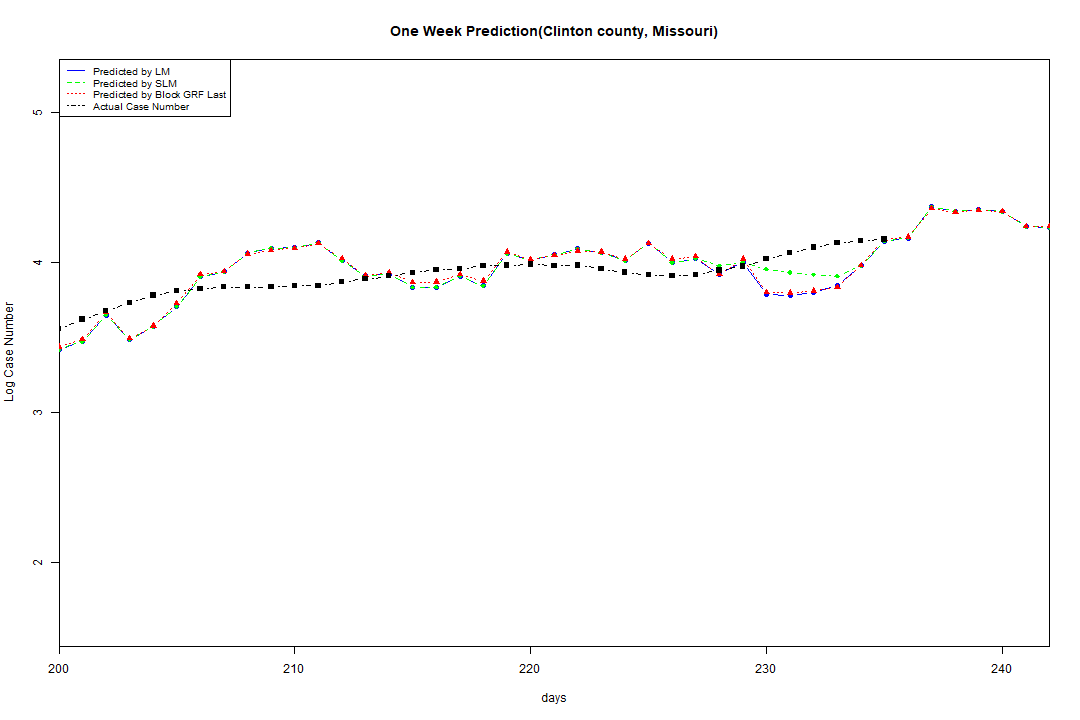 One Week Prediction(Clinton county, Missouri)
Predicted by LM
Predicted by SLM
Predicted by Block GRF Last
Actual Case Number
5
4
3
2
Log Case Number
200
210
220
230
240
days